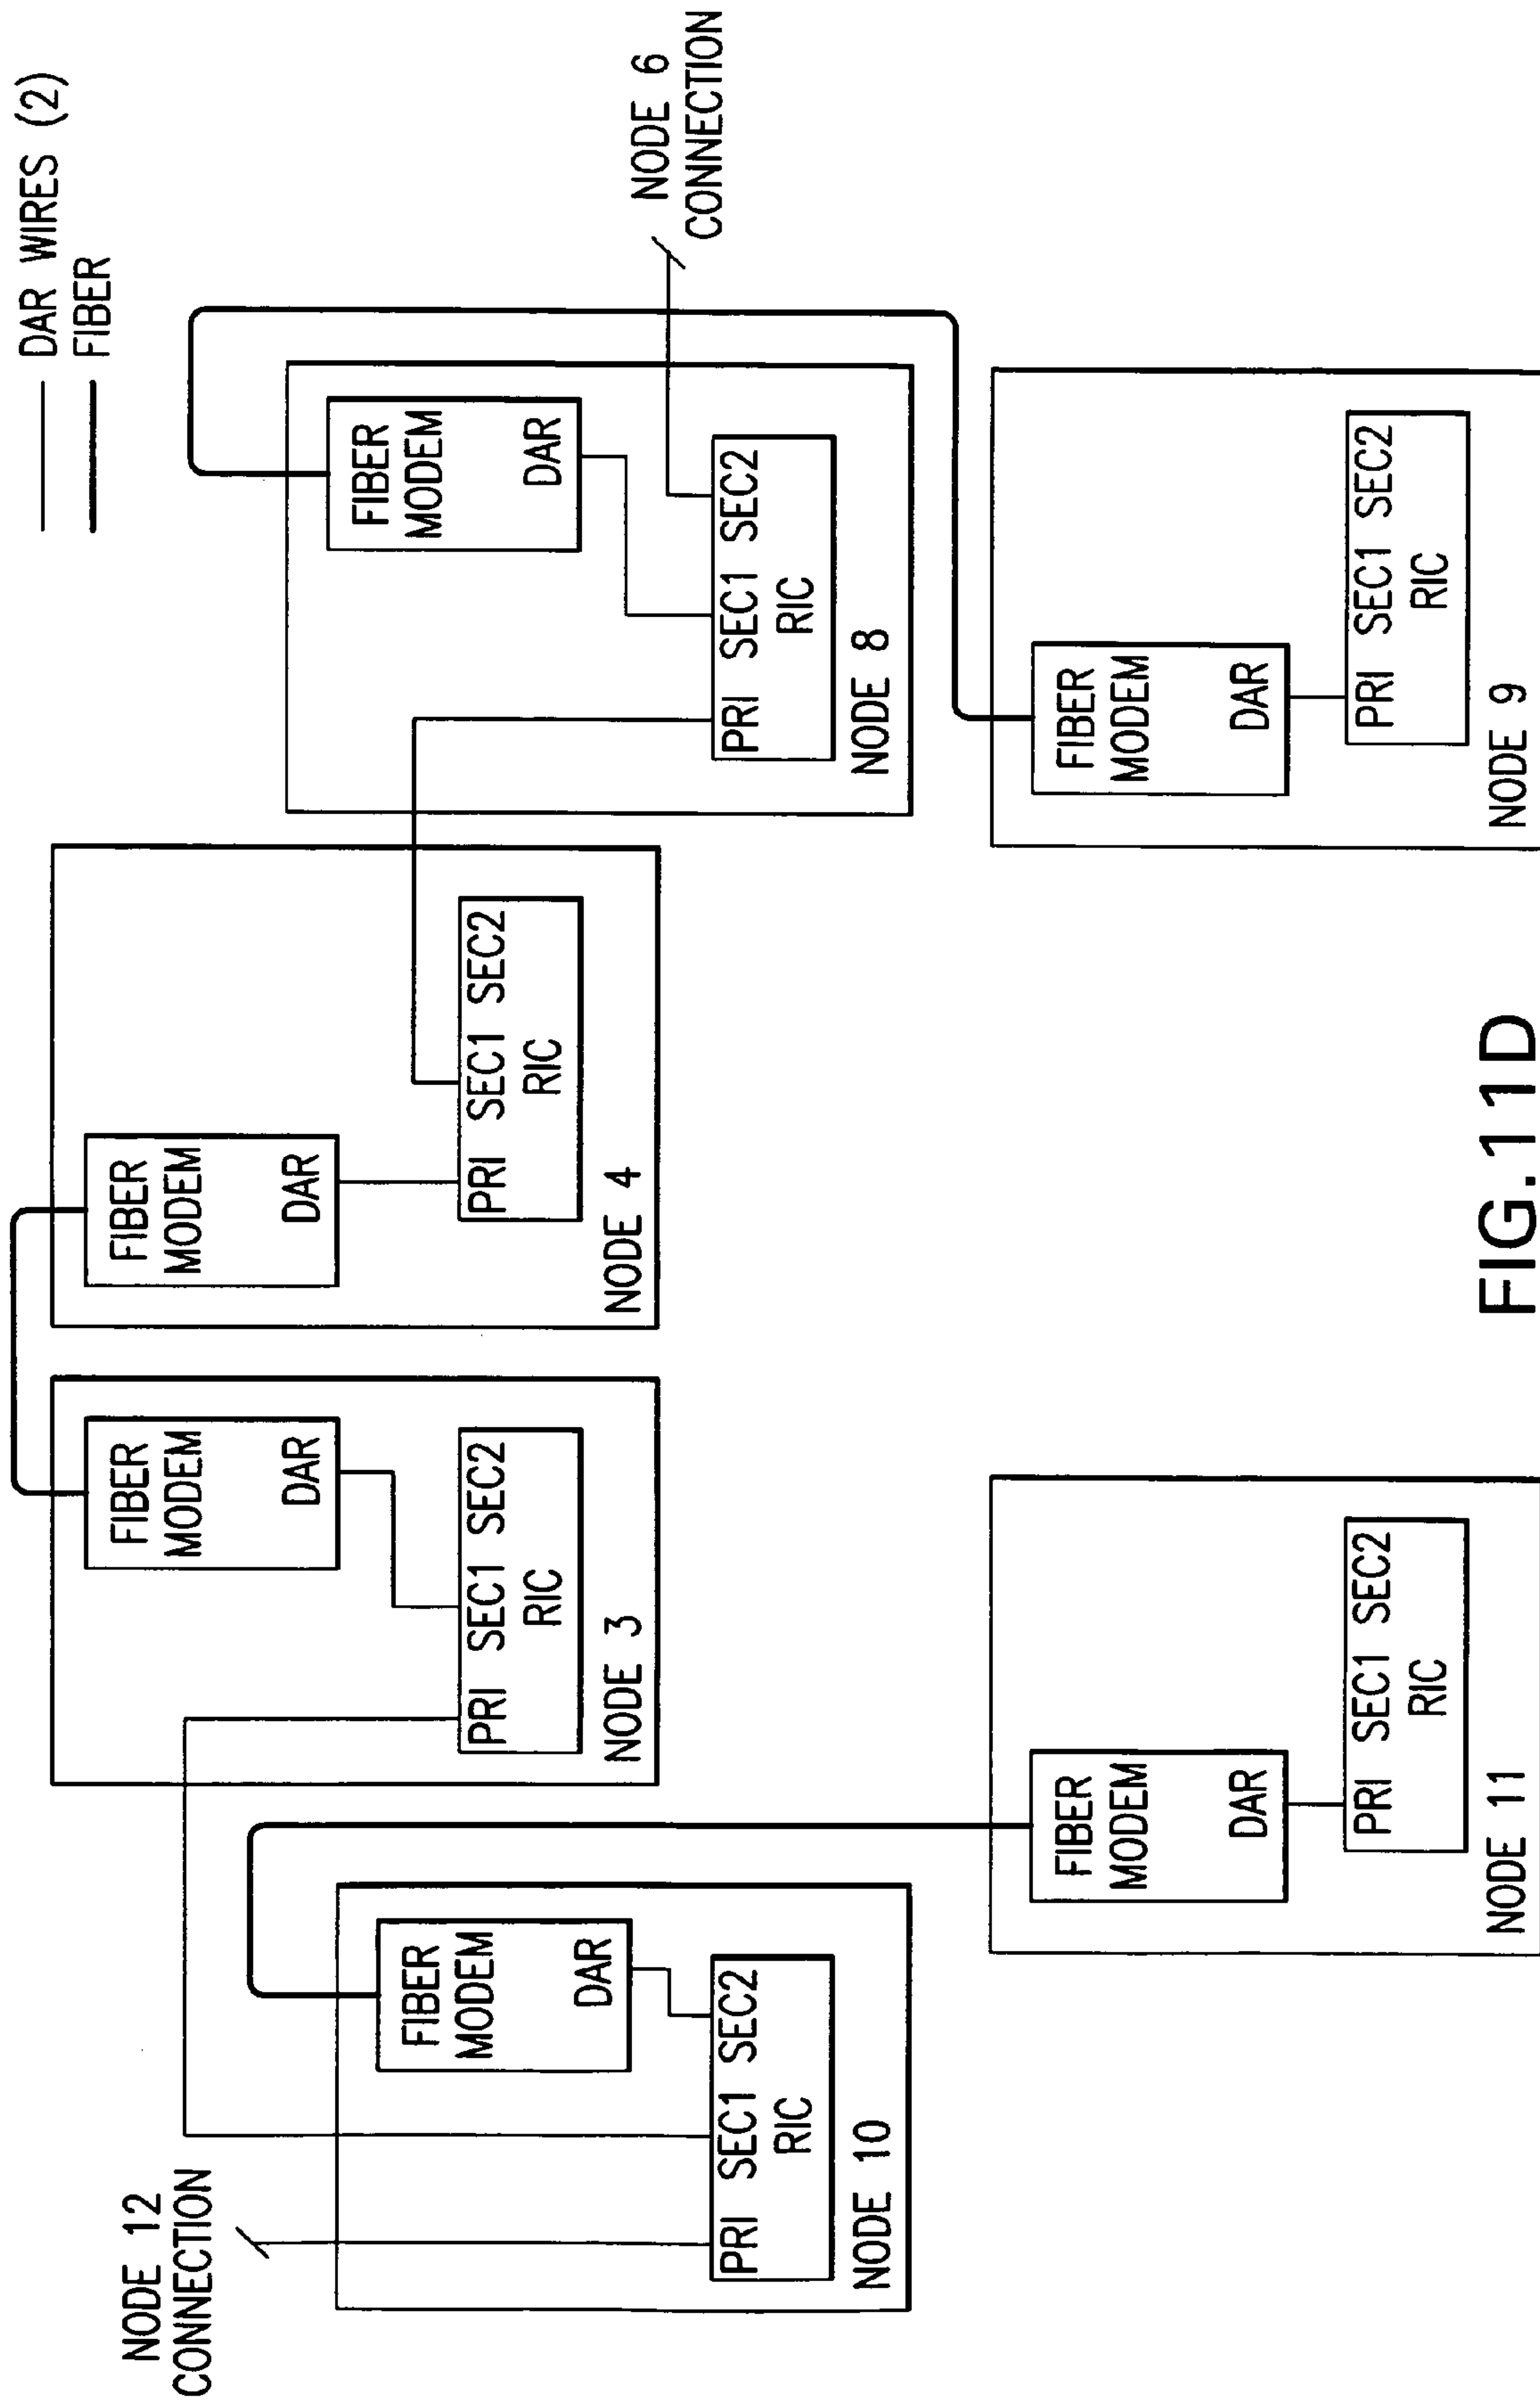 DAR WIRES (2)
FIBER
NODE 12
CONNECTION
NODE 6
CONNECTION
FIBER
MODEM
DAR
PRI SEC1 SEC2
RIC
NODE 10
FIBER
MODEM
DAR
PRI SEC1 SEC2
RIC
NODE 3
FIBER
MODEM
DAR
PRI SEC1 SEC2
RIC
NODE 4
FIBER
MODEM
DAR
PRI SEC1 SEC2
RIC
NODE 8
FIBER
MODEM
DAR
PRI SEC1 SEC2
RIC
NODE 11
FIBER
MODEM
DAR
PRI SEC1 SEC2
RIC
NODE 9
FIG.11D